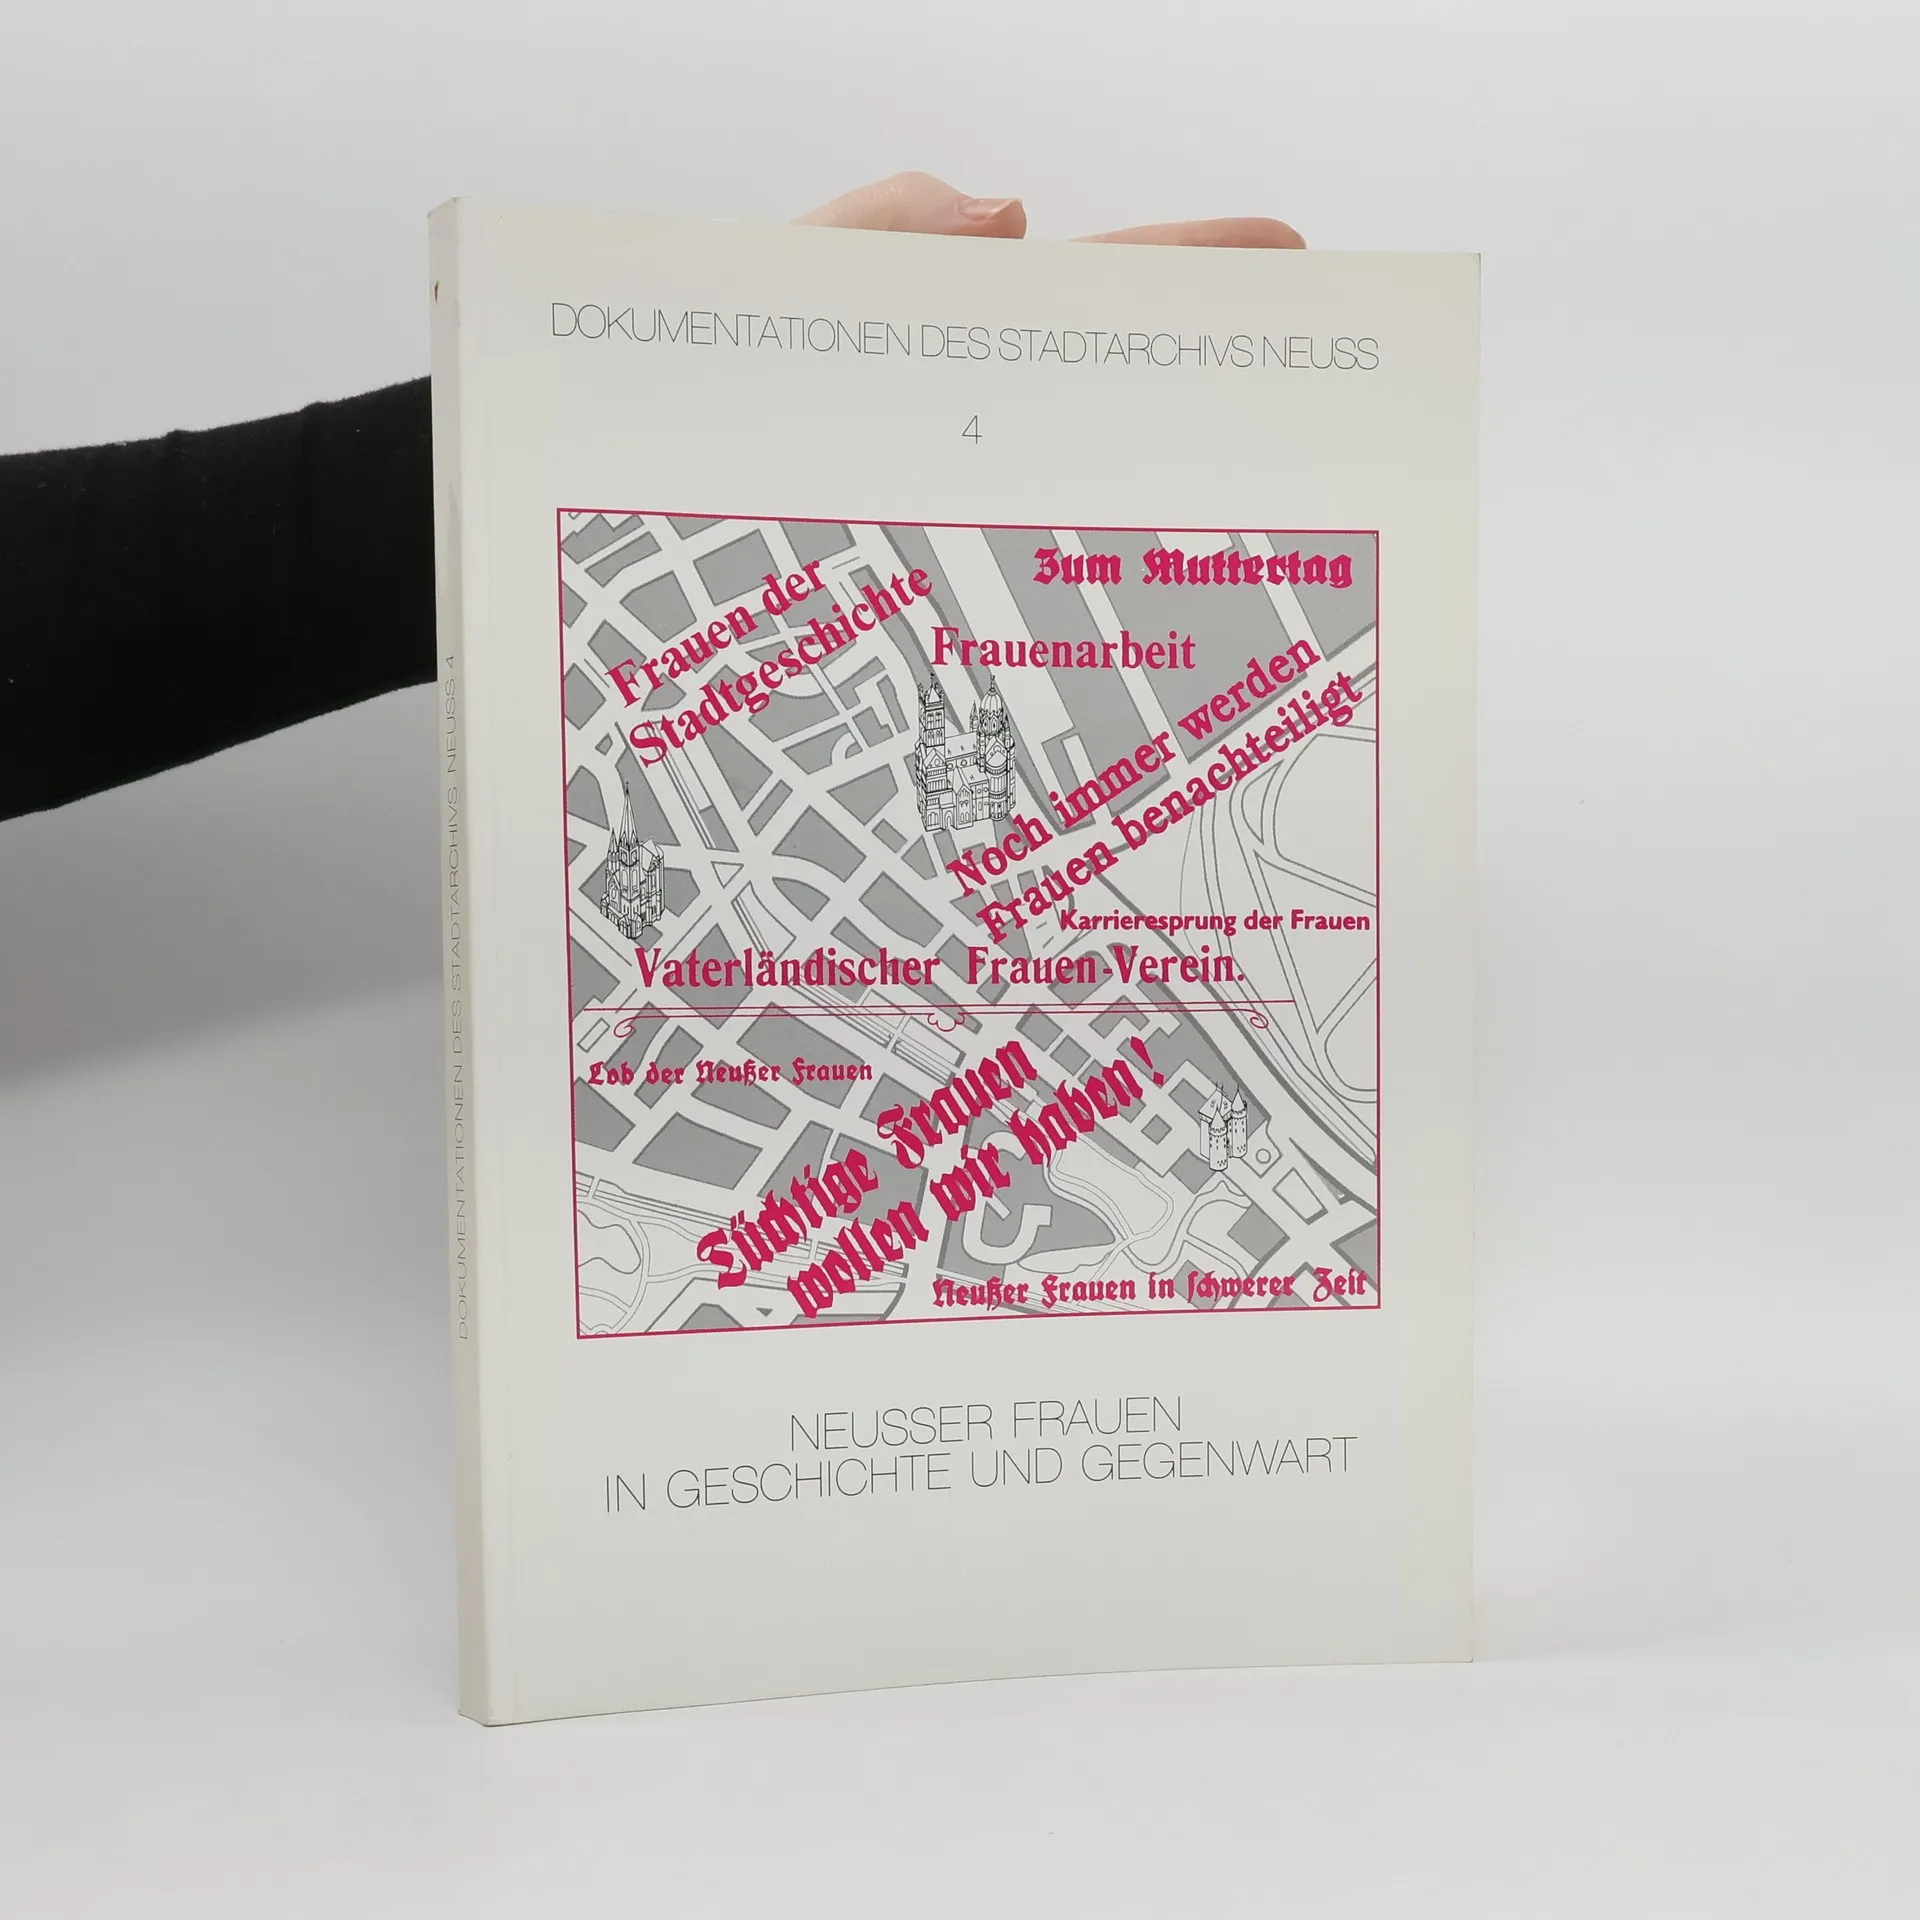 DOKUMENTATIONEN DES STADTARCHIVS NEUSS
4
Frauen der
Stadtgeschichte
Zum Muttertag
Frauenarbeit
Noch immer werden
Frauen benachteiligt
Karrieresprung der Frauen
Vaterländischer Frauen-Verein.
Lob der Neußer Frauen
Tüchtige Frauen
wollen wir haben!
Neußer Frauen in schwerer Zeit
NEUSSER FRAUEN
IN GESCHICHTE UND GEGENWART
DOKUMENTATIONEN DES STADTARCHIVS NEUSS 4